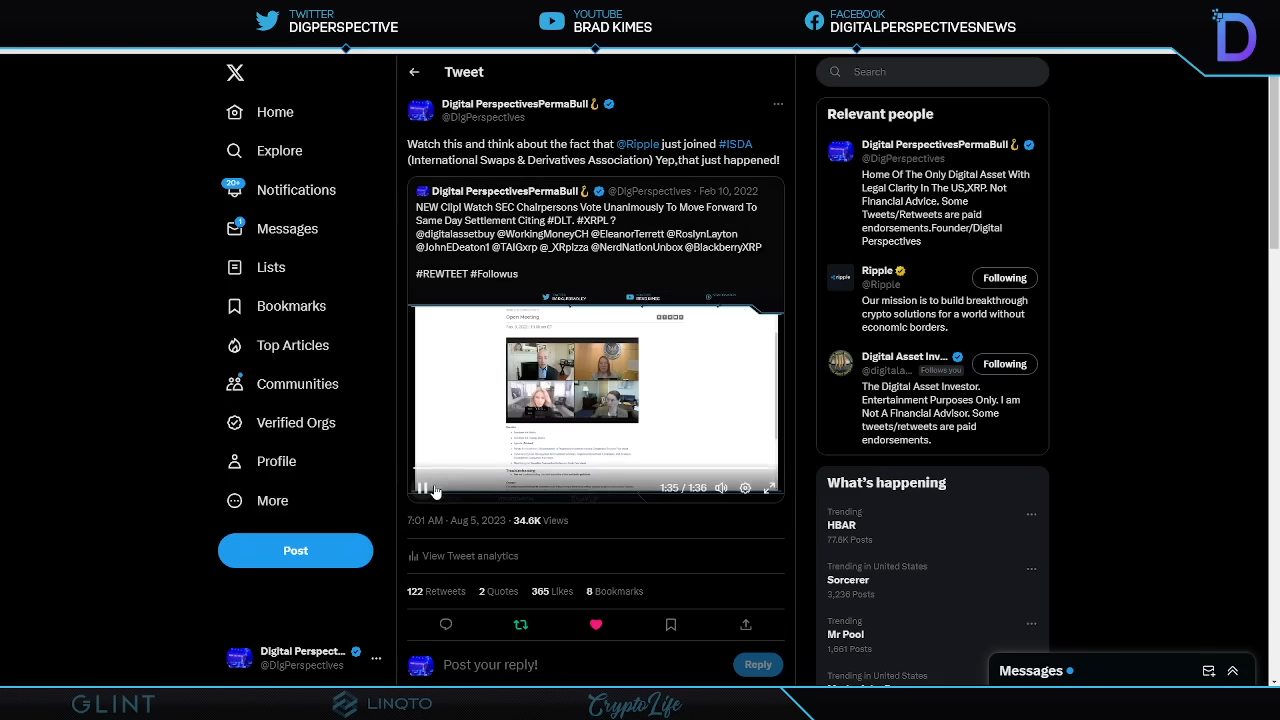 TWITTER
DIGPERSPECTIVE
YOUTUBE
BRAD KIMES
FACEBOOK
DIGITALPERSPECTIVESNEWS
D
Home
Explore
20+
Notifications
1
Messages
Lists
Bookmarks
Top Articles
Communities
Verified Orgs
Profile
More
Post
Digital Perspect...
@DIgPerspectives
Tweet
Digital PerspectivesPermaBull
@DIgPerspectives
Watch this and think about the fact that @Ripple just joined #ISDA
(International Swaps & Derivatives Association) Yep,that just happened!
Digital PerspectivesPermaBull @DIgPerspectives · Feb 10, 2022
NEW Clip! Watch SEC Chairpersons Vote Unanimously To Move Forward To
Same Day Settlement Citing #DLT. #XRPL ?
@digitalassetbuy @WorkingMoneyCH @EleanorTerrett @RoslynLayton
@JohnEDeaton1 @TAIGxrp @_XRPIzza @NerdNatIonUnbox @BlackberryXRP
#REWTEET #Followus
Open Meeting
1:35 / 1:36
7:01 AM · Aug 5, 2023 · 34.6K Views
View Tweet analytics
122 Retweets 2 Quotes 365 Likes 8 Bookmarks
Post your reply!
Reply
Search
Relevant people
Digital PerspectivesPermaBull
@DigPerspectives
Home Of The Only Digital Asset With
Legal Clarity In The US,XRP. Not
Financial Advice. Some
Tweets/Retweets are paid
endorsements.Founder/Digital
Perspectives
ripple
Ripple
@Ripple
Following
Our mission is to build breakthrough
crypto solutions for a world without
economic borders.
Digital Asset Inv...
@digitala... Follows you
Following
The Digital Asset Investor.
Entertainment Purposes Only. I am
Not A Financial Advisor. Some
tweets/retweets are paid
endorsements.
What's happening
Trending
HBAR
77.6K Posts
Trending in United States
Sorcerer
3,236 Posts
Trending
Mr Pool
1,661 Posts
Trending in United States
Messages
GLINT
LINQTO
CryptoLife